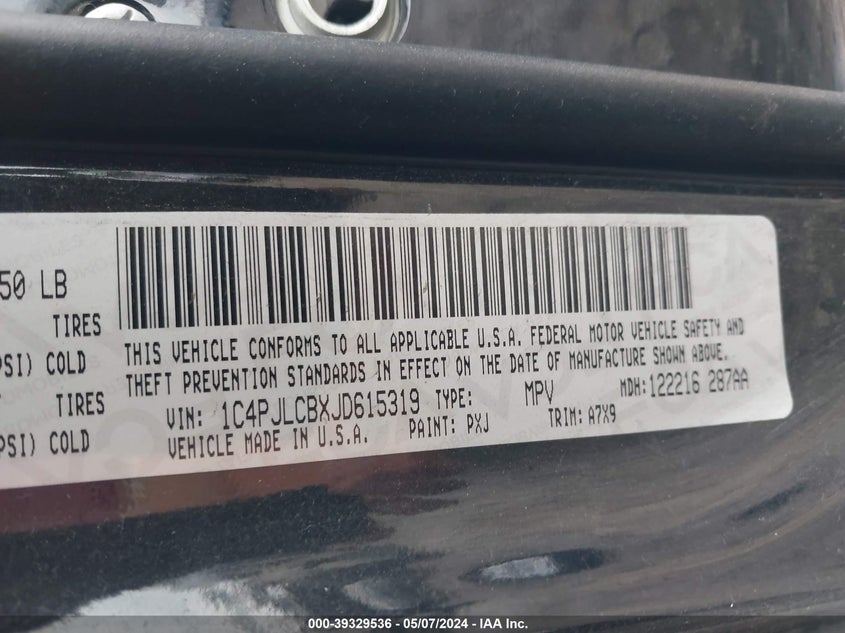 50 LB
TIRES
PSI) COLD
TIRES
PSI) COLD
THIS VEHICLE CONFORMS TO ALL APPLICABLE U.S.A. FEDERAL MOTOR VEHICLE SAFETY AND
THEFT PREVENTION STANDARDS IN EFFECT ON THE DATE OF MANUFACTURE SHOWN ABOVE.
VIN: 1C4PJLCBXJD615319 TYPE: MPV MDH:122216 287AA
VEHICLE MADE IN U.S.A. PAINT: PXJ TRIM: A7X9
000-39329536 - 05/07/2024 - IAA Inc.